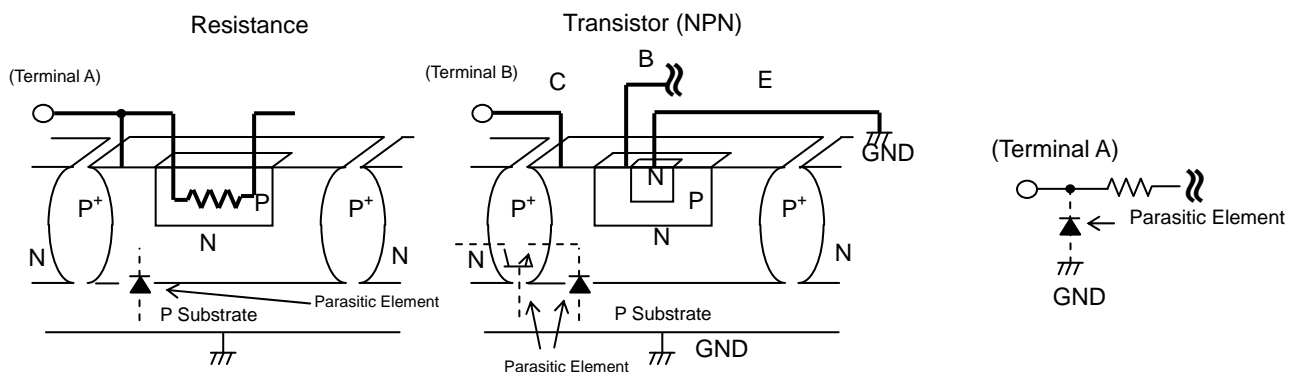 Resistance
(Terminal A)
P+
P
P+
N
N
N
Parasitic Element
P Substrate
Transistor (NPN)
(Terminal B)
C
B
E
GND
P+
N
P
P+
N
N
N
P Substrate
GND
Parasitic Element
(Terminal A)
Parasitic Element
GND